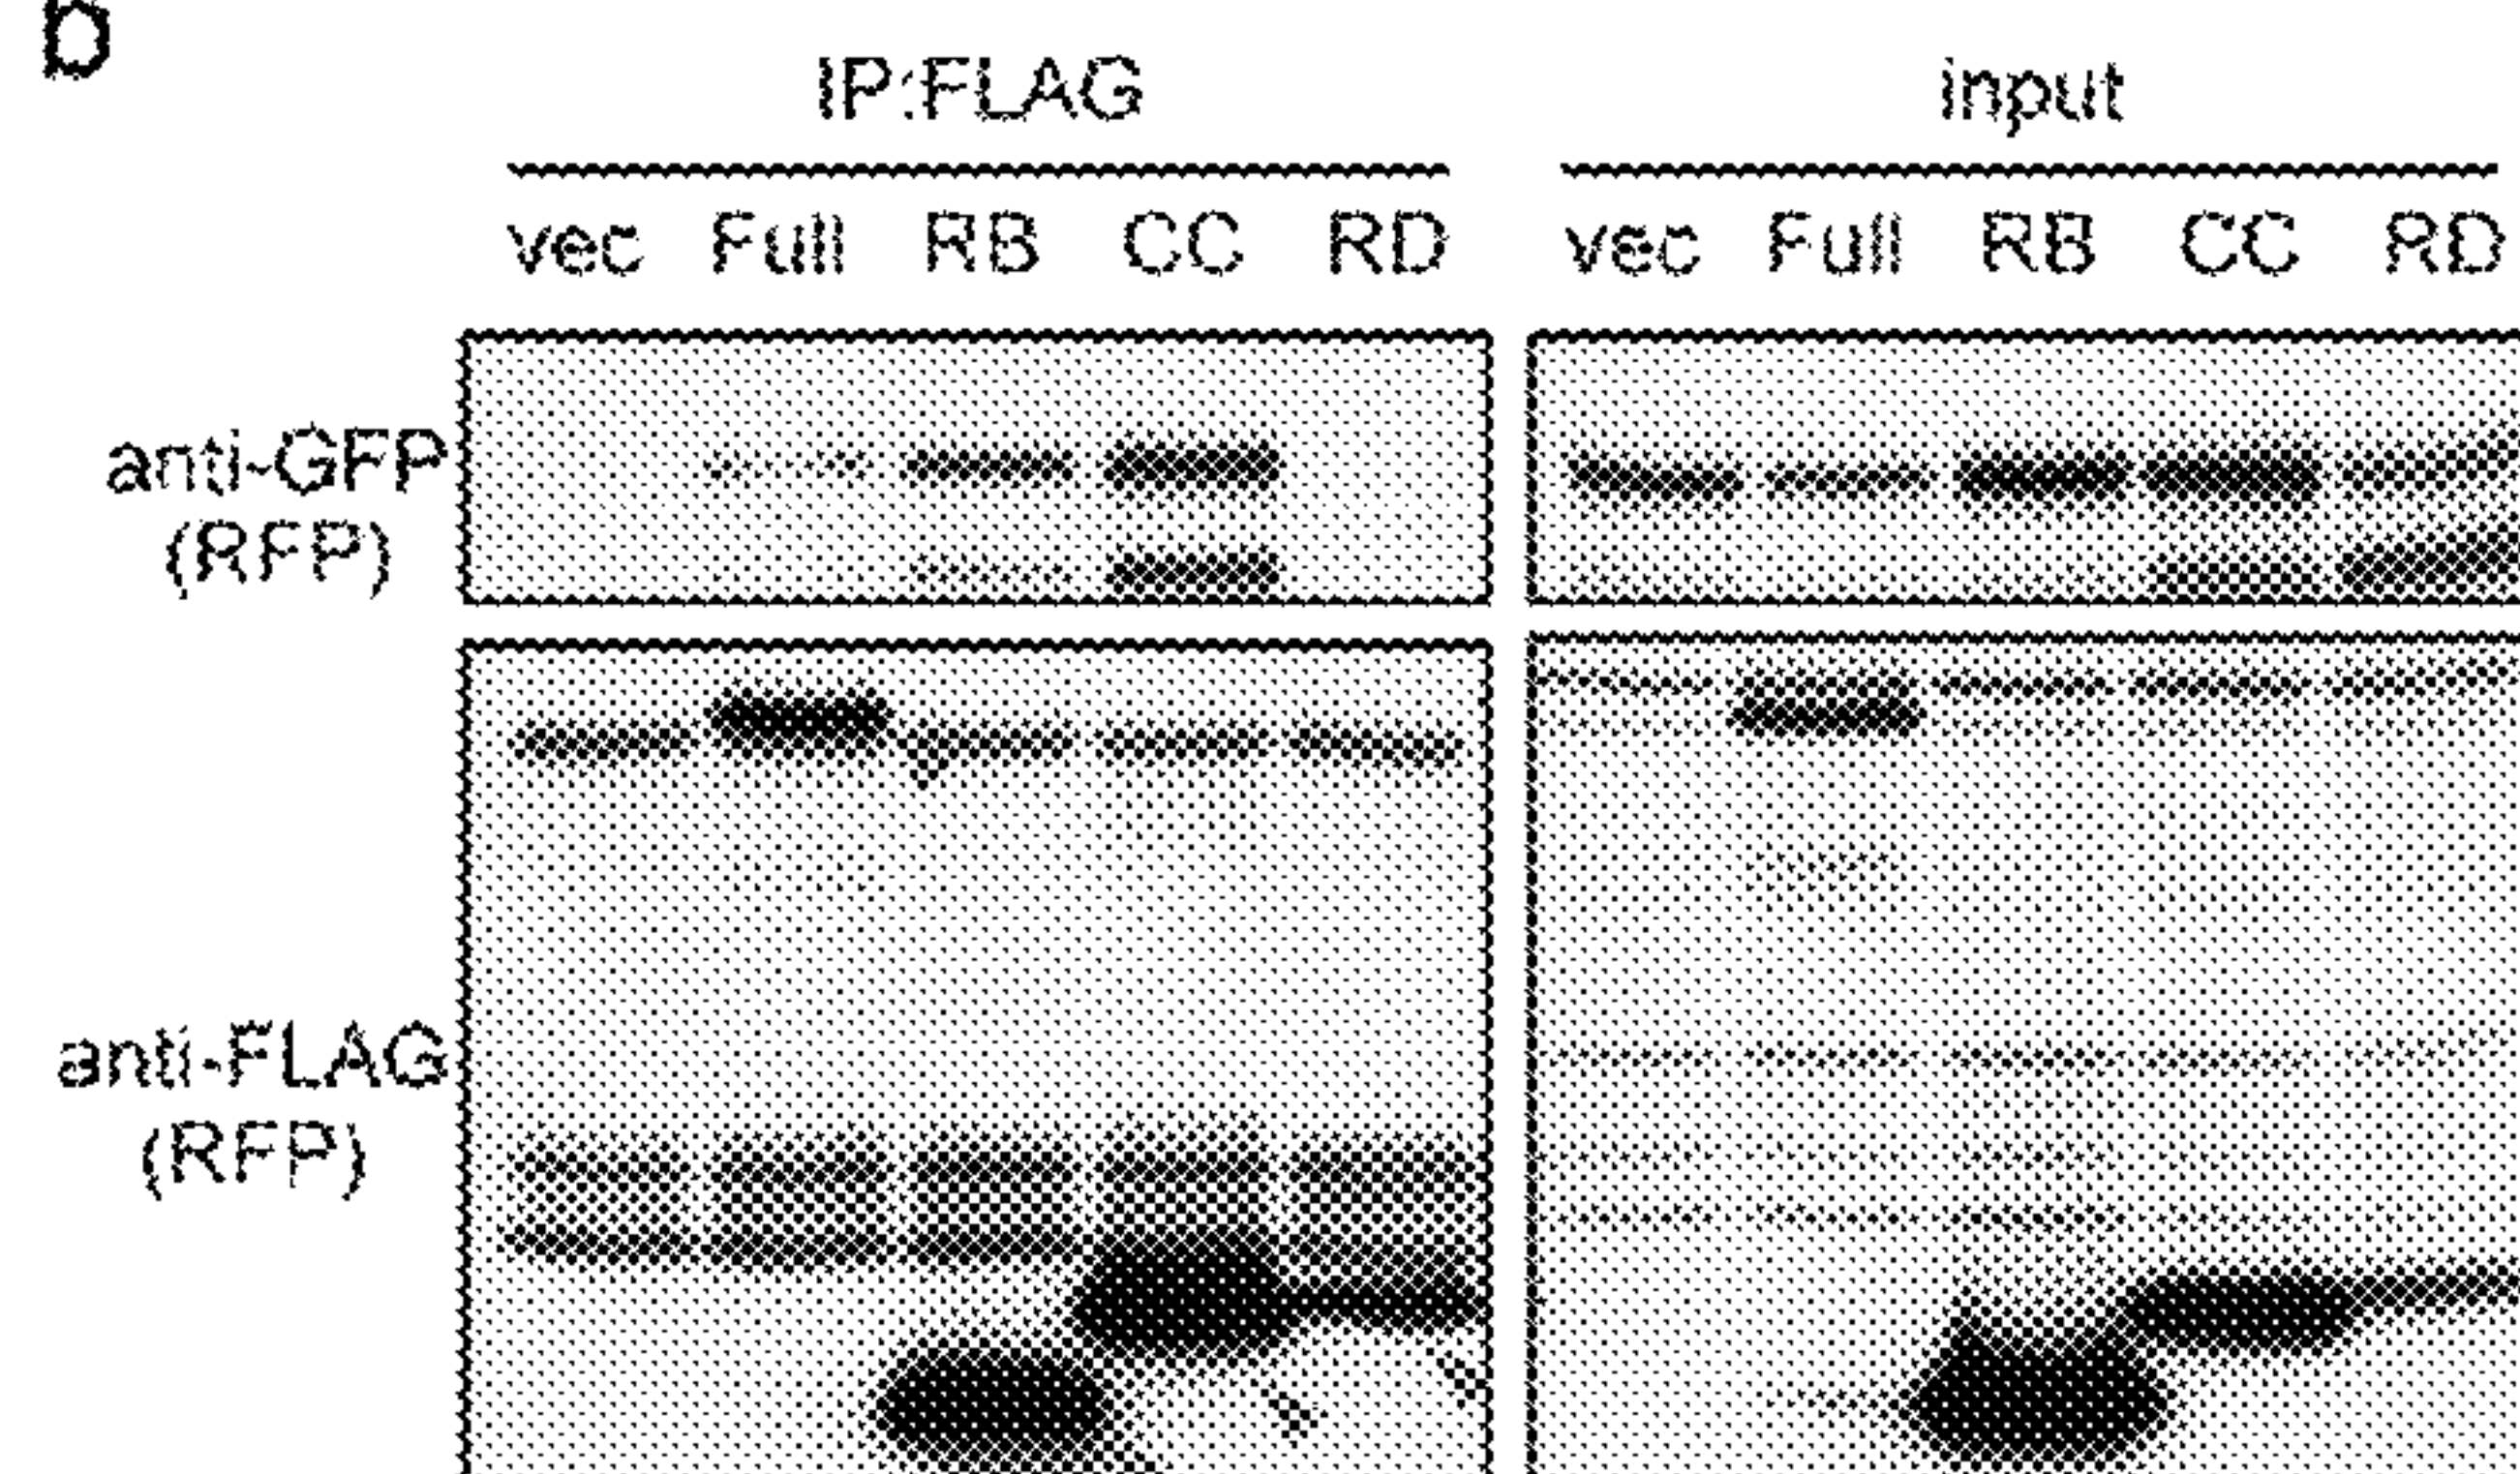 b
IP:FLAG input
vec Full RB CC RD vec Full RB CC RD
anti-GFP
(RFP)
anti-FLAG
(RFP)